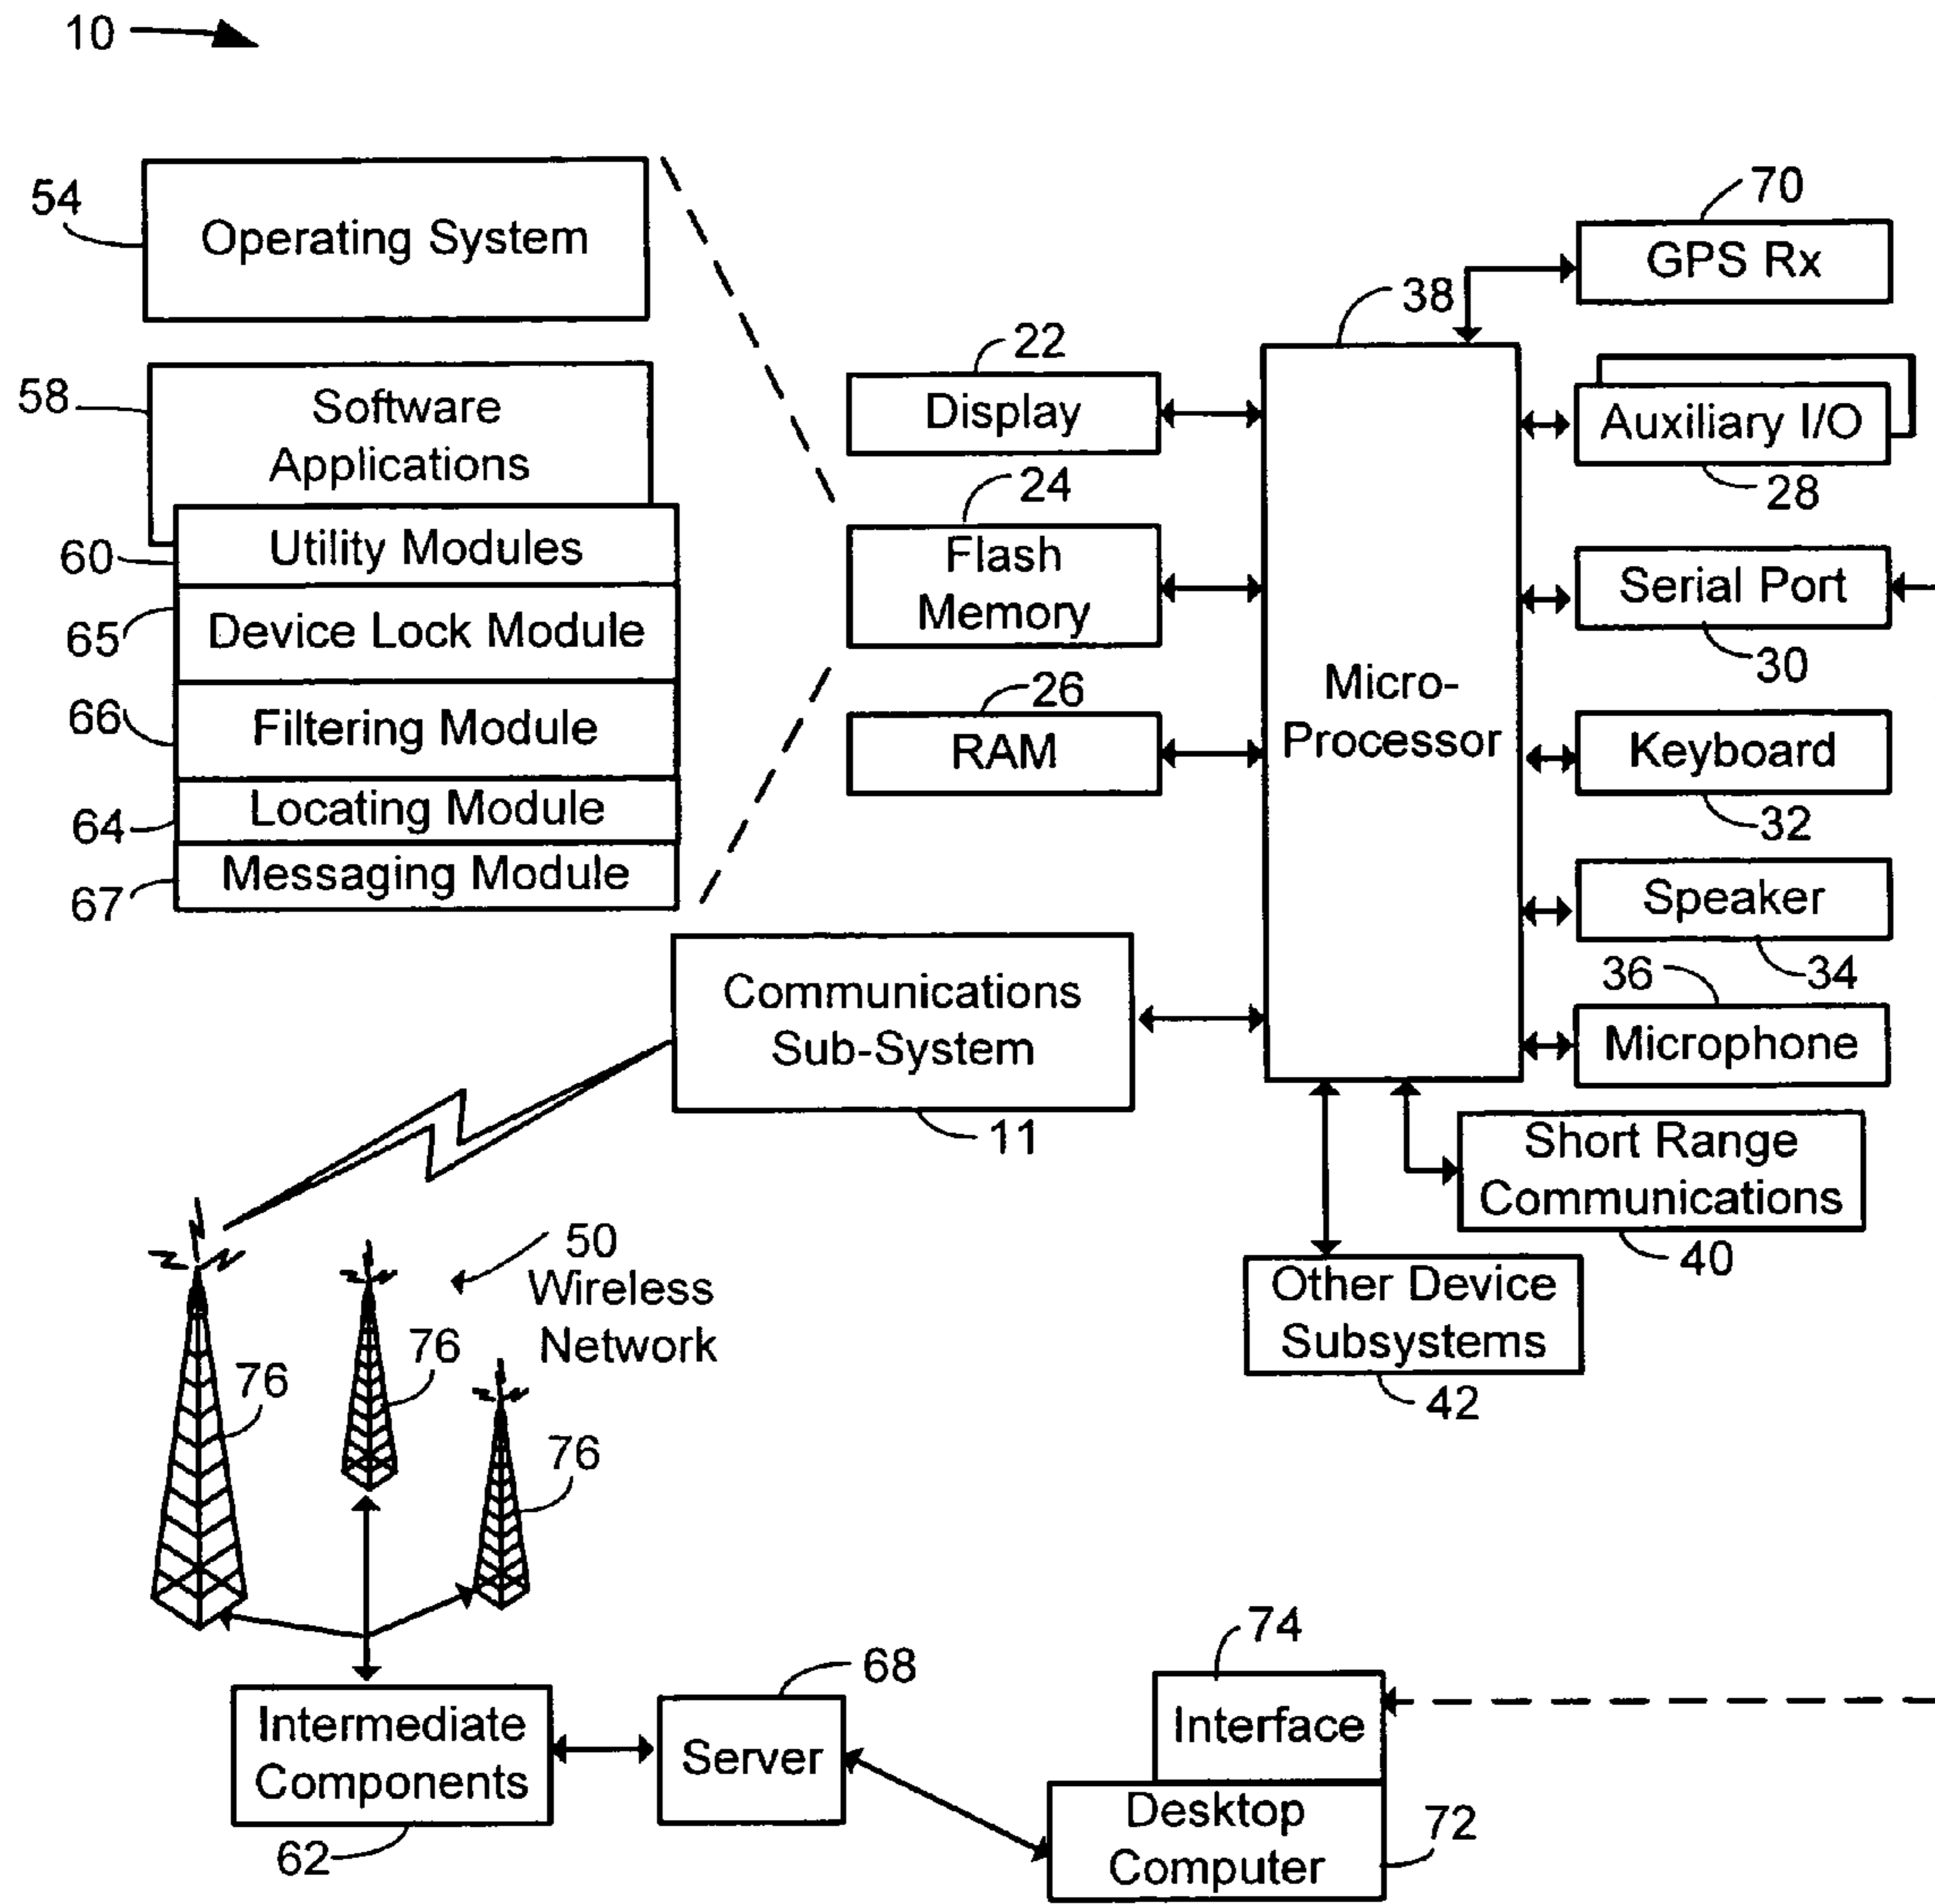 10
54
Operating System
58
Software
Applications
60
Utility Modules
65
Device Lock Module
66
Filtering Module
64
Locating Module
67
Messaging Module
22
Display
24
Flash
Memory
26
RAM
38
Micro-
Processor
70
GPS Rx
Auxiliary I/O
28
Serial Port
30
Keyboard
32
Speaker
34
36
Microphone
Short Range
Communications
40
Other Device
Subsystems
42
Communications
Sub-System
11
50
Wireless
Network
76
76
76
Intermediate
Components
62
68
Server
74
Interface
Desktop
Computer
72